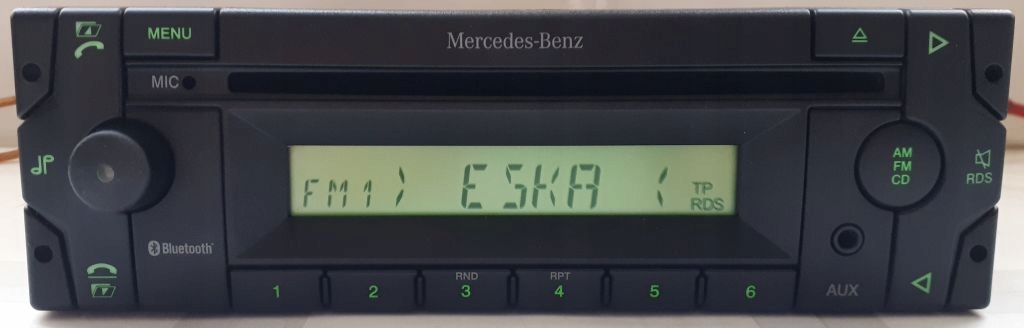 MENU
Mercedes-Benz
MIC
FM1 ) ESKA ( TP
RDS
AM
FM
CD
RDS
Bluetooth
RND
RPT
1
2
3
4
5
6
AUX